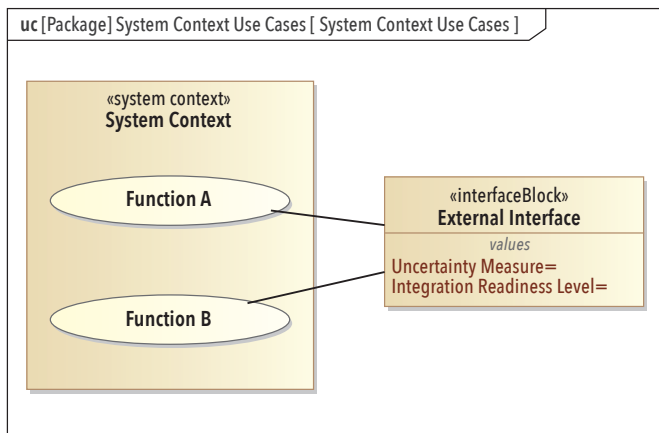 uc [Package] System Context Use Cases [ System Context Use Cases ]
«system context»
System Context
Function A
Function B
«interfaceBlock»
External Interface
values
Uncertainty Measure=
Integration Readiness Level=